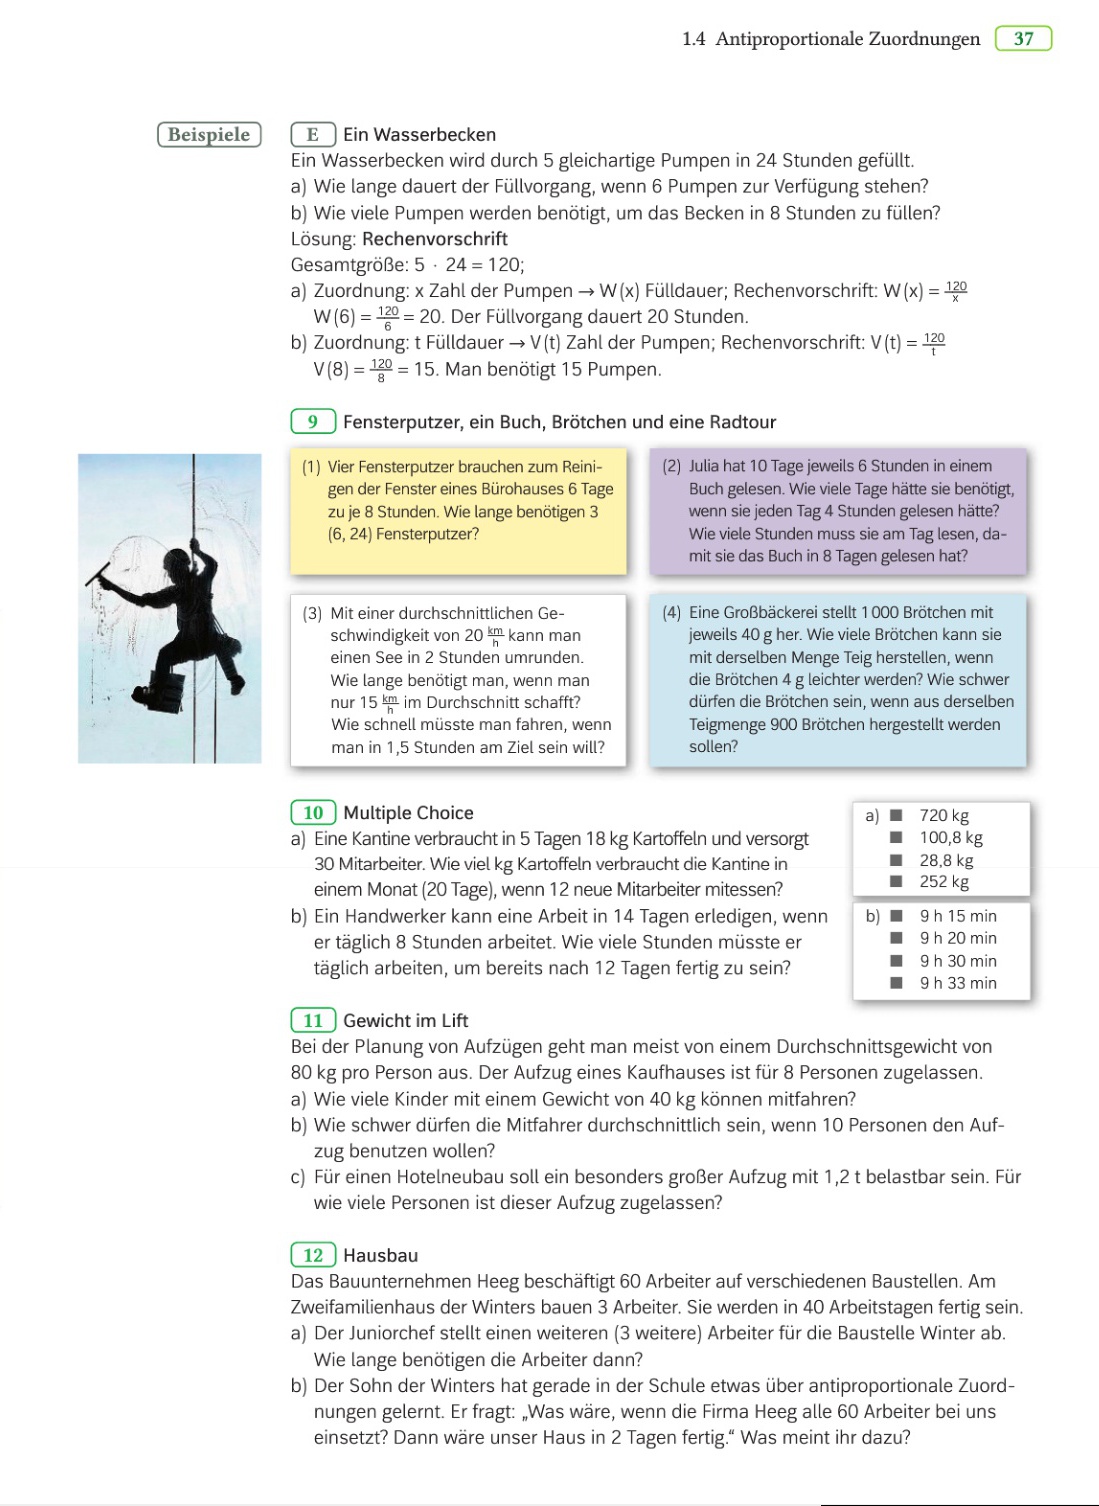 1.4 Antiproportionale Zuordnungen 37
Beispiele
E Ein Wasserbecken
Ein Wasserbecken wird durch 5 gleichartige Pumpen in 24 Stunden gefüllt.
a) Wie lange dauert der Füllvorgang, wenn 6 Pumpen zur Verfügung stehen?
b) Wie viele Pumpen werden benötigt, um das Becken in 8 Stunden zu füllen?
Lösung: Rechenvorschrift
Gesamtgröße: 5 · 24 = 120;
a) Zuordnung: x Zahl der Pumpen → W(x) Fülldauer; Rechenvorschrift: W(x) = 120/x
W(6) = 120/6 = 20. Der Füllvorgang dauert 20 Stunden.
b) Zuordnung: t Fülldauer → V(t) Zahl der Pumpen; Rechenvorschrift: V(t) = 120/t
V(8) = 120/8 = 15. Man benötigt 15 Pumpen.
9 Fensterputzer, ein Buch, Brötchen und eine Radtour
(1) Vier Fensterputzer brauchen zum Reini-
gen der Fenster eines Bürohauses 6 Tage
zu je 8 Stunden. Wie lange benötigen 3
(6, 24) Fensterputzer?
(2) Julia hat 10 Tage jeweils 6 Stunden in einem
Buch gelesen. Wie viele Tage hätte sie benötigt,
wenn sie jeden Tag 4 Stunden gelesen hätte?
Wie viele Stunden muss sie am Tag lesen, da-
mit sie das Buch in 8 Tagen gelesen hat?
(3) Mit einer durchschnittlichen Ge-
schwindigkeit von 20 km/h kann man
einen See in 2 Stunden umrunden.
Wie lange benötigt man, wenn man
nur 15 km/h im Durchschnitt schafft?
Wie schnell müsste man fahren, wenn
man in 1,5 Stunden am Ziel sein will?
(4) Eine Großbäckerei stellt 1 000 Brötchen mit
jeweils 40 g her. Wie viele Brötchen kann sie
mit derselben Menge Teig herstellen, wenn
die Brötchen 4 g leichter werden? Wie schwer
dürfen die Brötchen sein, wenn aus derselben
Teigmenge 900 Brötchen hergestellt werden
sollen?
10 Multiple Choice
a) Eine Kantine verbraucht in 5 Tagen 18 kg Kartoffeln und versorgt
30 Mitarbeiter. Wie viel kg Kartoffeln verbraucht die Kantine in
einem Monat (20 Tage), wenn 12 neue Mitarbeiter mitessen?
b) Ein Handwerker kann eine Arbeit in 14 Tagen erledigen, wenn
er täglich 8 Stunden arbeitet. Wie viele Stunden müsste er
täglich arbeiten, um bereits nach 12 Tagen fertig zu sein?
a) ■ 720 kg
■ 100,8 kg
■ 28,8 kg
■ 252 kg
b) ■ 9 h 15 min
■ 9 h 20 min
■ 9 h 30 min
■ 9 h 33 min
11 Gewicht im Lift
Bei der Planung von Aufzügen geht man meist von einem Durchschnittsgewicht von
80 kg pro Person aus. Der Aufzug eines Kaufhauses ist für 8 Personen zugelassen.
a) Wie viele Kinder mit einem Gewicht von 40 kg können mitfahren?
b) Wie schwer dürfen die Mitfahrer durchschnittlich sein, wenn 10 Personen den Auf-
zug benutzen wollen?
c) Für einen Hotelneubau soll ein besonders großer Aufzug mit 1,2 t belastbar sein. Für
wie viele Personen ist dieser Aufzug zugelassen?
12 Hausbau
Das Bauunternehmen Heeg beschäftigt 60 Arbeiter auf verschiedenen Baustellen. Am
Zweifamilienhaus der Winters bauen 3 Arbeiter. Sie werden in 40 Arbeitstagen fertig sein.
a) Der Juniorchef stellt einen weiteren (3 weitere) Arbeiter für die Baustelle Winter ab.
Wie lange benötigen die Arbeiter dann?
b) Der Sohn der Winters hat gerade in der Schule etwas über antiproportionale Zuord-
nungen gelernt. Er fragt: „Was wäre, wenn die Firma Heeg alle 60 Arbeiter bei uns
einsetzt? Dann wäre unser Haus in 2 Tagen fertig.“ Was meint ihr dazu?